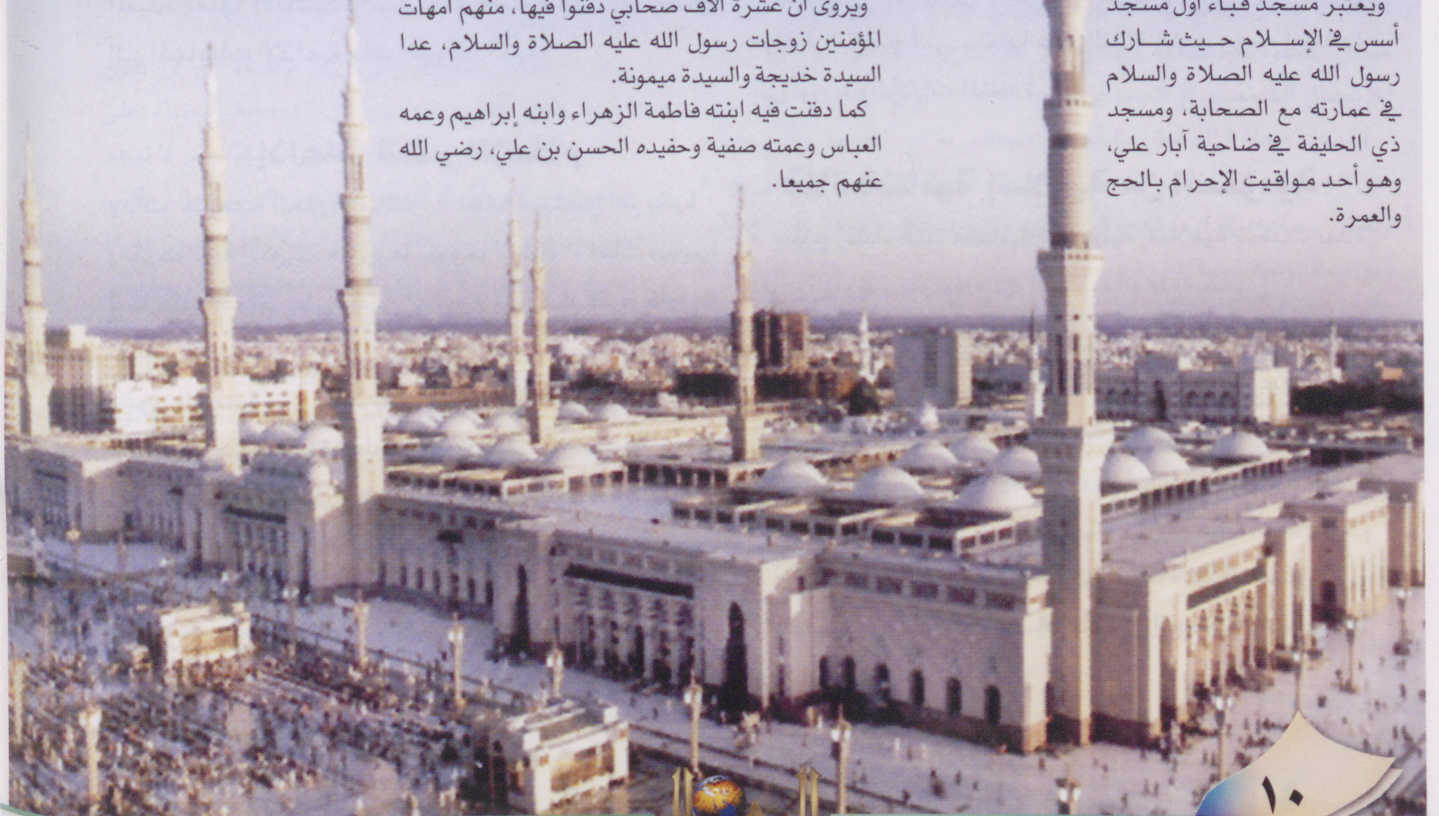 ويعتبر مسجد قباء أول مسجد
أسس في الإسلام حيث شارك
رسول الله عليه الصلاة والسلام
في عمارته مع الصحابة، ومسجد
ذي الحليفة في ضاحية آبار علي،
وهو أحد مواقيت الإحرام بالحج
والعمرة.
ويروى أن عشرة آلاف صحابي دفنوا فيها، منهم أمهات
المؤمنين زوجات رسول الله عليه الصلاة والسلام، عدا
السيدة خديجة والسيدة ميمونة.
كما دفنت فيه ابنته فاطمة الزهراء وابنه إبراهيم وعمه
العباس وعمته صفية وحفيده الحسن بن علي، رضي الله
عنهم جميعا.
١٠